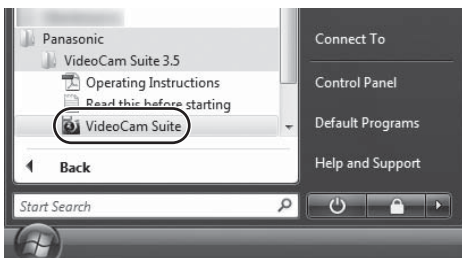 Panasonic
VideoCam Suite 3.5
Operating Instructions
Read this before starting
VideoCam Suite
Back
Start Search
Connect To
Control Panel
Default Programs
Help and Support